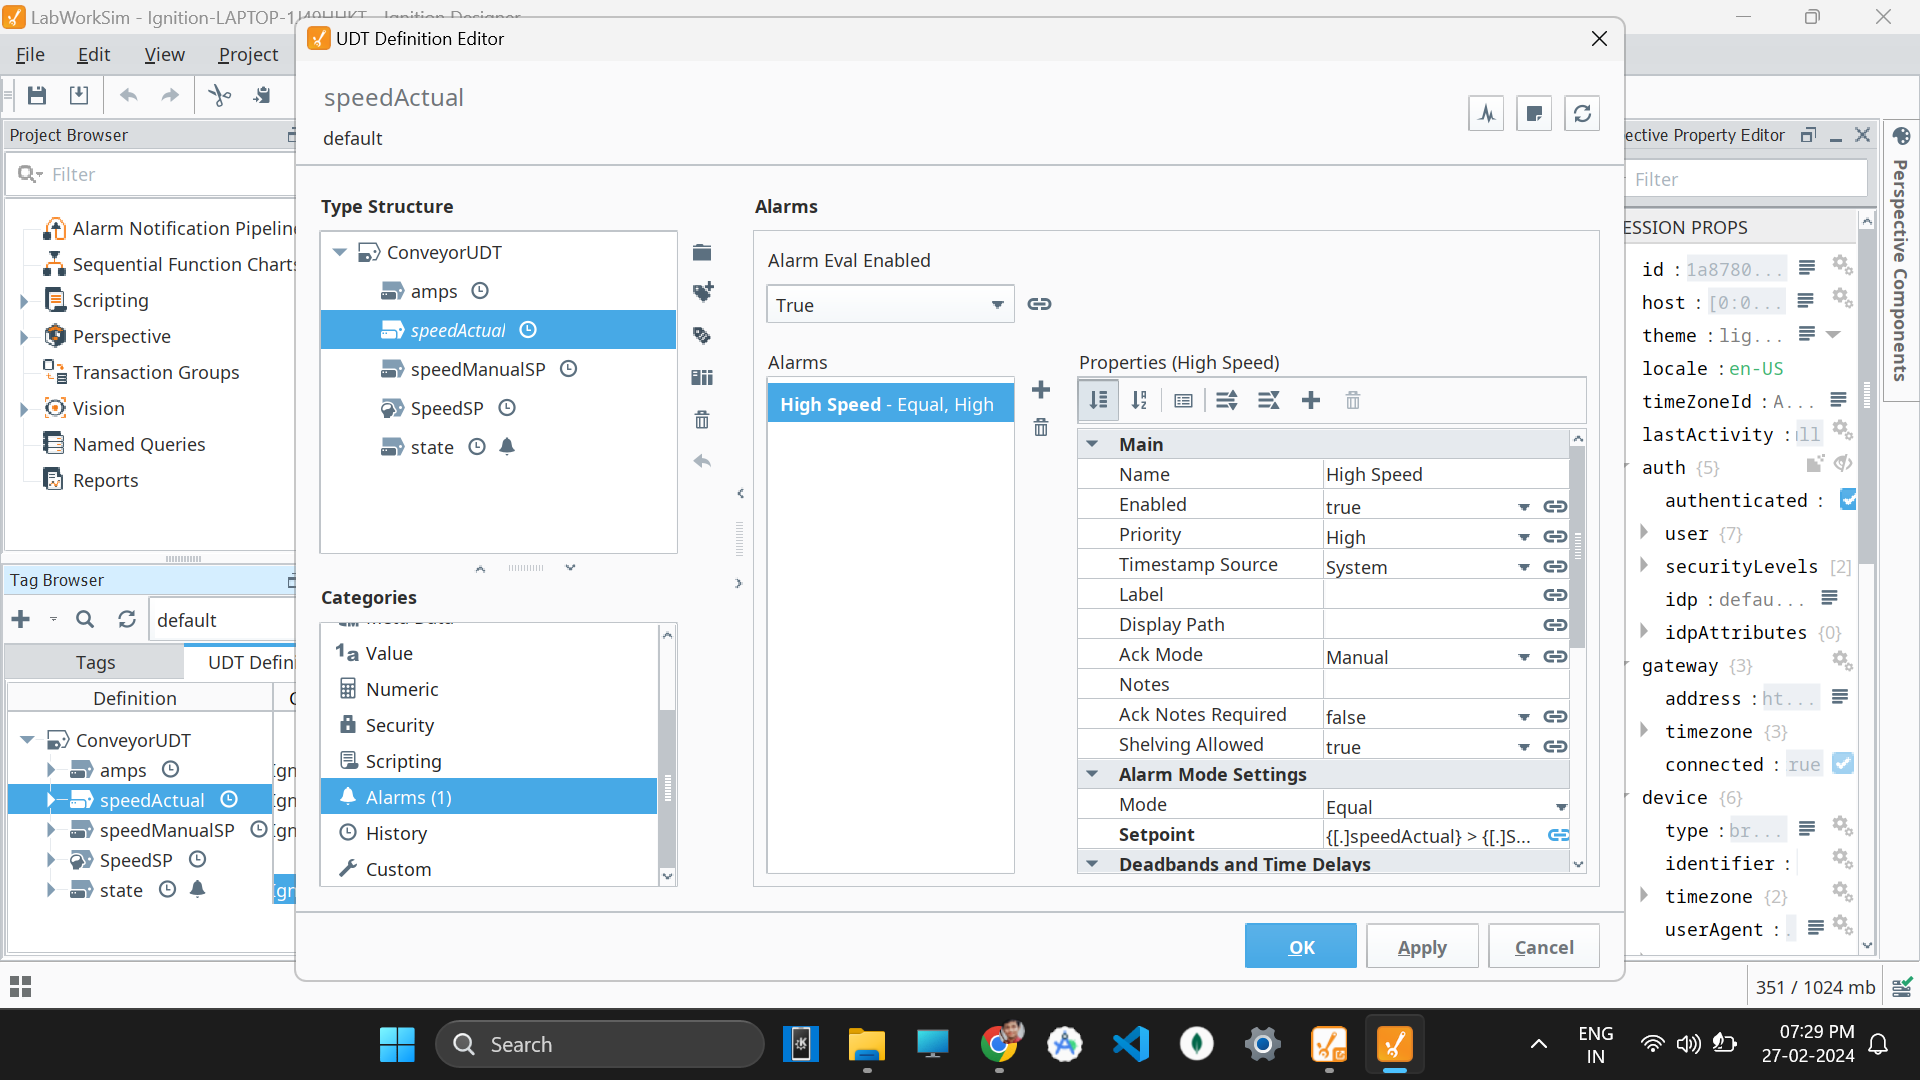 LabWorkSim - Ignition-LAPTOP-1J49HHKT - Ignition Designer
File Edit View Project
Project Browser
Filter
Alarm Notification Pipelin
Sequential Function Charts
Scripting
Perspective
Transaction Groups
Vision
Named Queries
Reports
Tag Browser
default
Tags UDT Defini
Definition
ConveyorUDT
amps
speedActual
speedManualSP
SpeedSP
state
UDT Definition Editor
speedActual
default
Type Structure
ConveyorUDT
amps
speedActual
speedManualSP
SpeedSP
state
Categories
Meta Data
1a Value
Numeric
Security
Scripting
Alarms (1)
History
Custom
Alarms
Alarm Eval Enabled
True
Alarms
High Speed - Equal, High
Properties (High Speed)
Main
Name High Speed
Enabled true
Priority High
Timestamp Source System
Label
Display Path
Ack Mode Manual
Notes
Ack Notes Required false
Shelving Allowed true
Alarm Mode Settings
Mode Equal
Setpoint {[.]speedActual} > {[.]S...
Deadbands and Time Delays
OK Apply Cancel
ective Property Editor
Filter
ESSION PROPS
id : 1a8780...
host : [0:0...
theme : lig...
locale : en-US
timeZoneId : A...
lastActivity : ll
auth {5}
authenticated :
user {7}
securityLevels [2]
idp : defau...
idpAttributes {0}
gateway {3}
address : ht...
timezone {3}
connected : rue
device {6}
type : br...
identifier :
timezone {2}
userAgent : .
Perspective Components
351 / 1024 mb
Search
ENG
IN
07:29 PM
27-02-2024